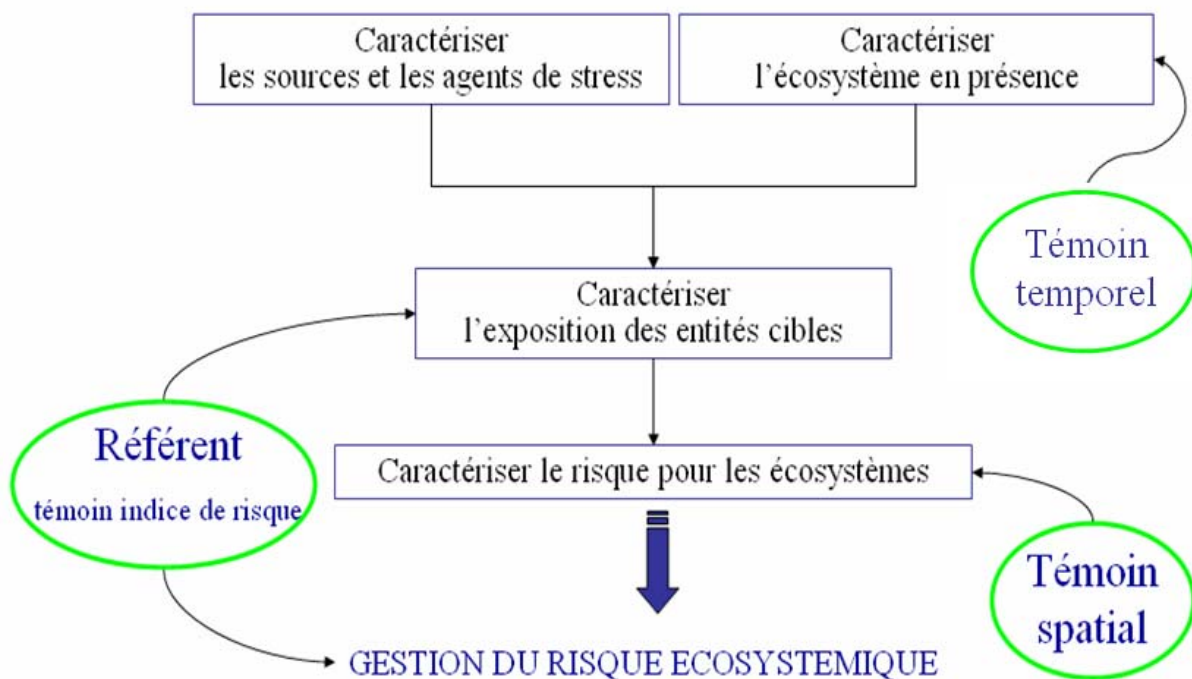 Caractériser
les sources et les agents de stress
Caractériser
l'écosystème en présence
Témoin
temporel
Caractériser
l'exposition des entités cibles
Référent
témoin indice de risque
Caractériser le risque pour les écosystèmes
Témoin
spatial
GESTION DU RISQUE ECOSYSTEMIQUE